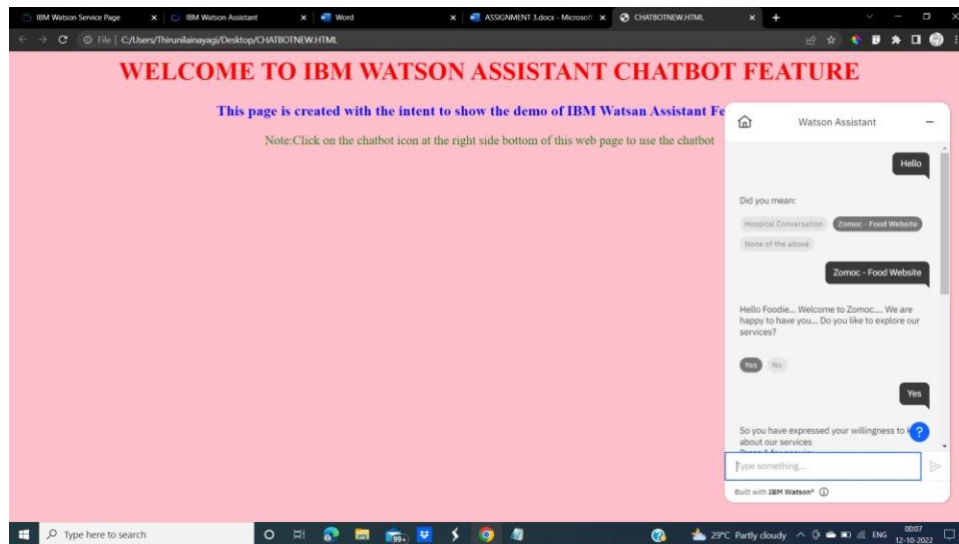 IBM Watson Service Page
IBM Watson Assistant
Word
ASSIGNMENT 3.docx - Microsoft
CHATBOTNEW.HTML
File | C:/Users/Thirunilainayagi/Desktop/CHATBOTNEW.HTML
WELCOME TO IBM WATSON ASSISTANT CHATBOT FEATURE
This page is created with the intent to show the demo of IBM Watsan Assistant Fe
Note:Click on the chatbot icon at the right side bottom of this web page to use the chatbot
Watson Assistant
Hello
Did you mean:
Hospital Conversation Zomoc - Food Website
None of the above
Zomoc - Food Website
Hello Foodie... Welcome to Zomoc.... We are
happy to have you... Do you like to explore our
services?
Yes No
Yes
So you have expressed your willingness to
about our services
Type something...
Built with IBM Watson®
Type here to search
99+
29°C Partly cloudy
ENG
00:07
12-10-2022